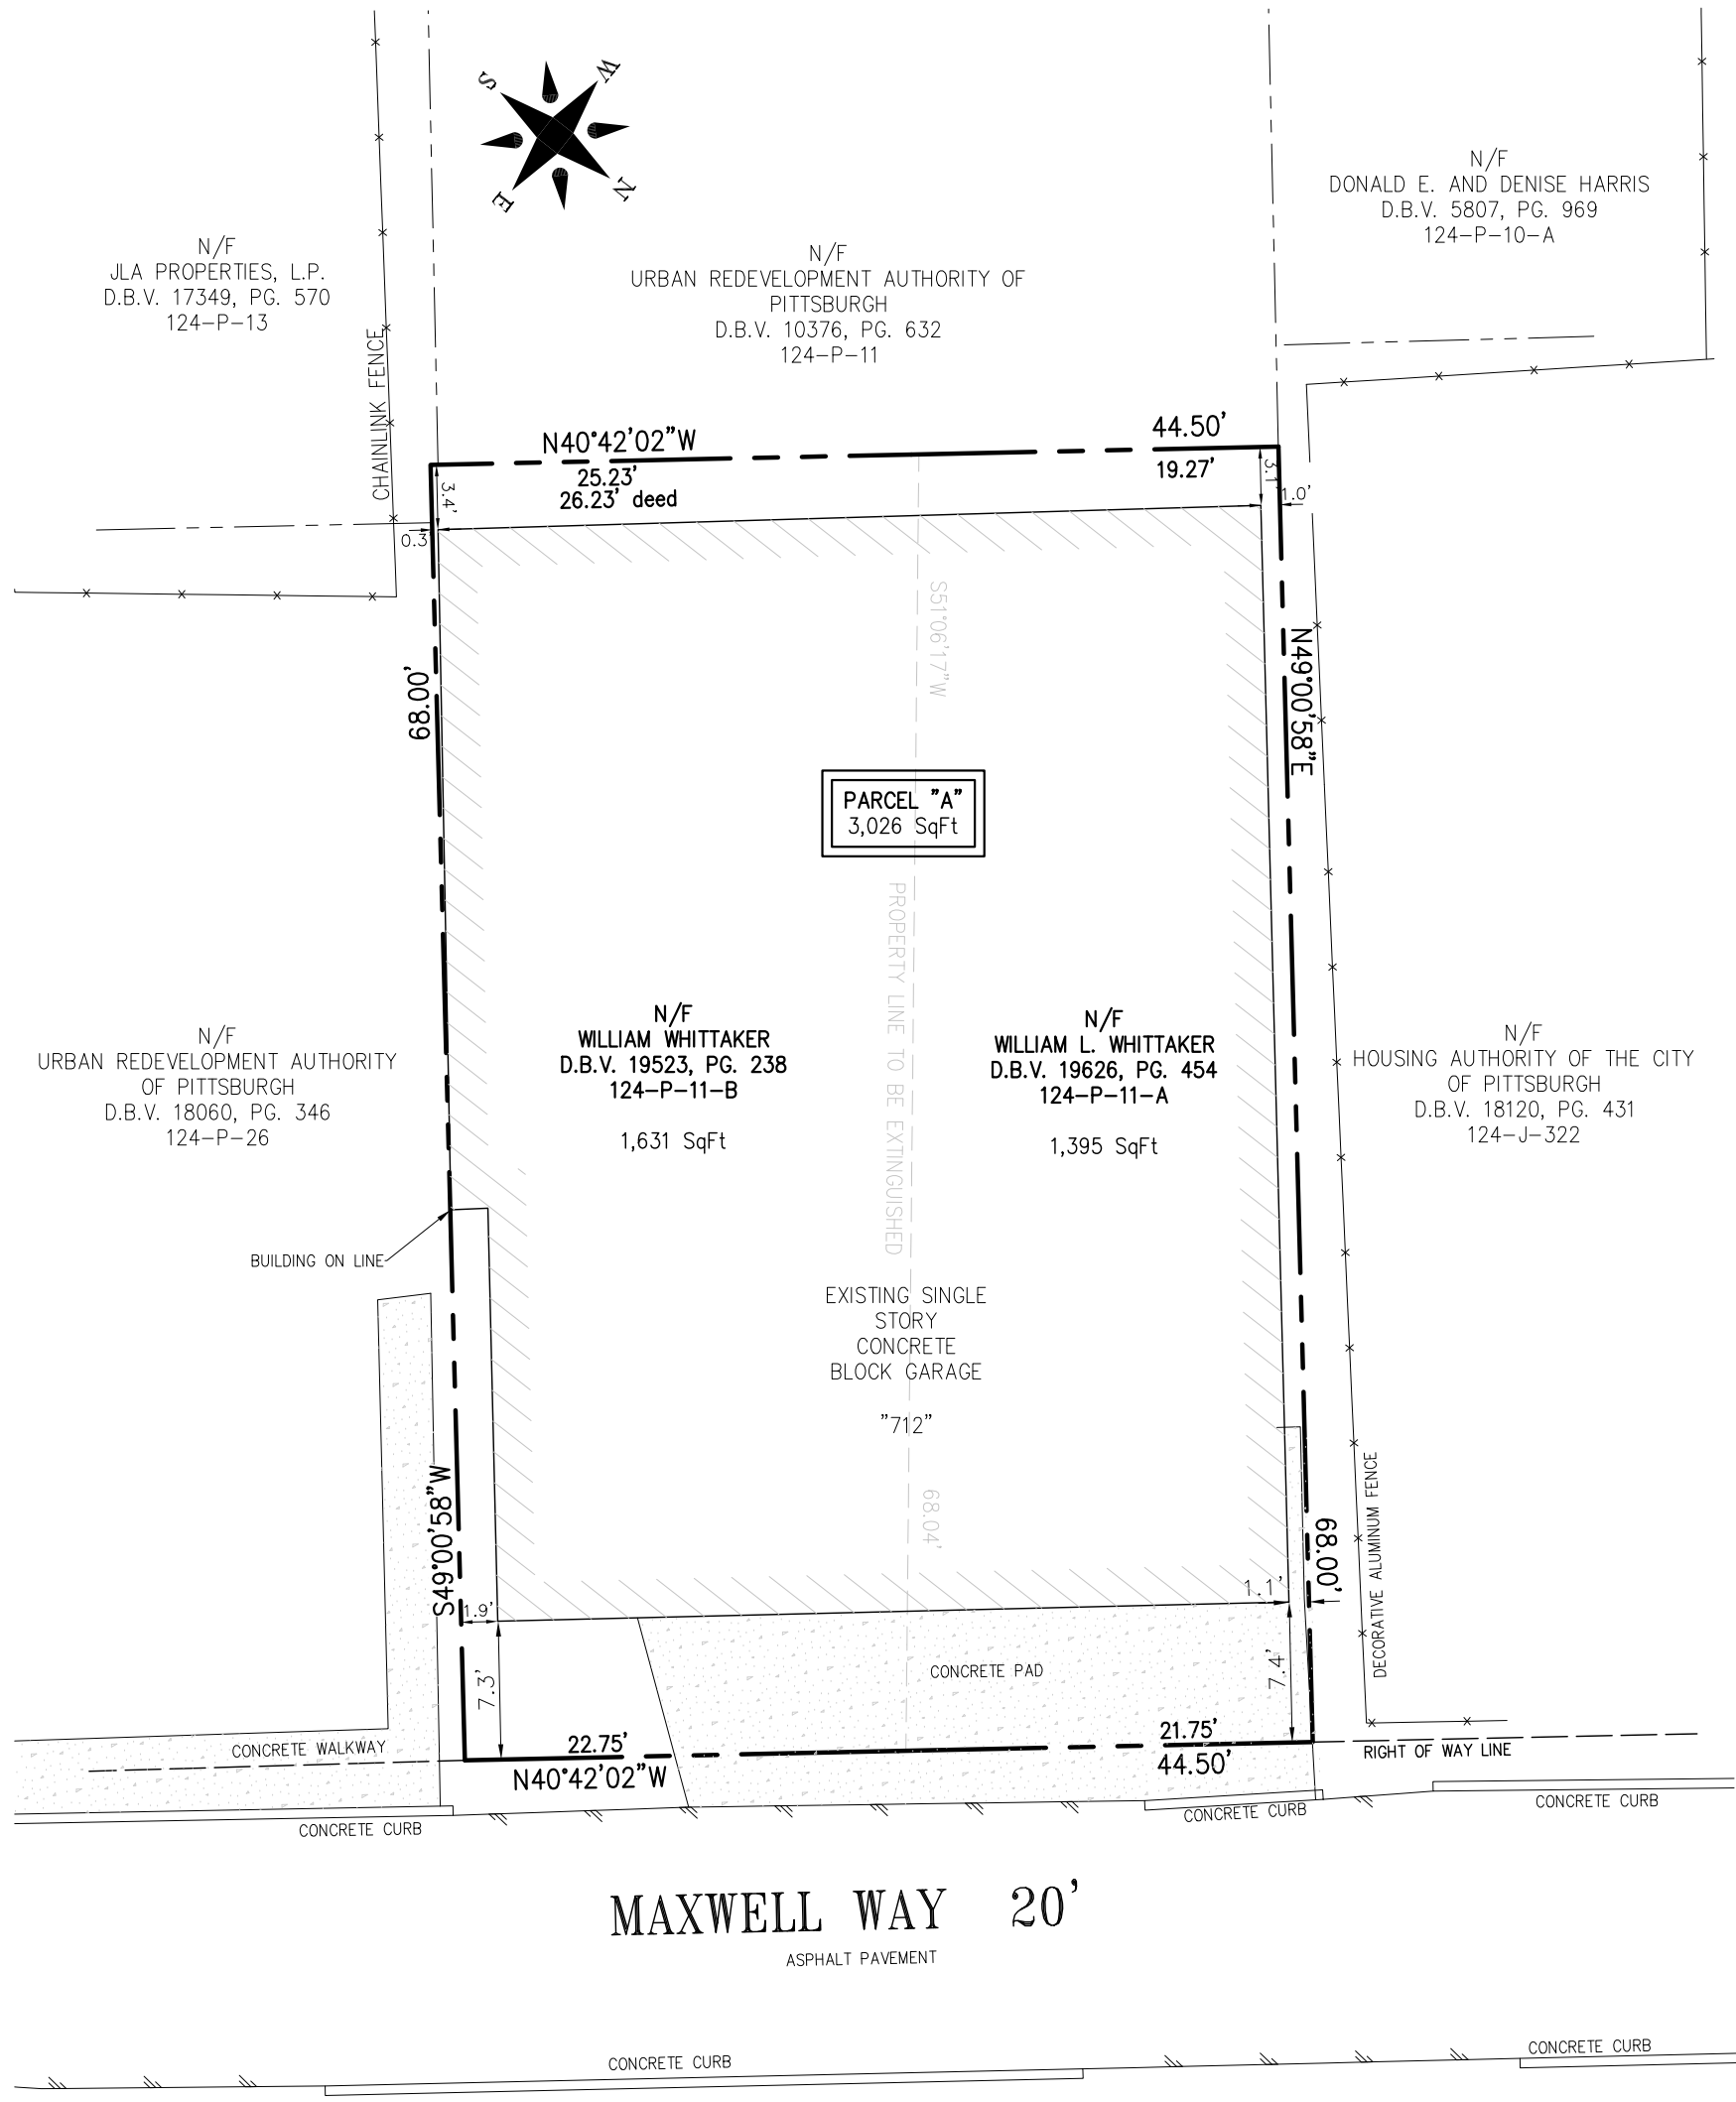 S
W
E
N
N/F
DONALD E. AND DENISE HARRIS
D.B.V. 5807, PG. 969
124-P-10-A
N/F
JLA PROPERTIES, L.P.
D.B.V. 17349, PG. 570
124-P-13
N/F
URBAN REDEVELOPMENT AUTHORITY OF
PITTSBURGH
D.B.V. 10376, PG. 632
124-P-11
CHAINLINK FENCE
N40°42'02"W
44.50'
25.23'
26.23' deed
19.27'
3.4'
3.1'
1.0'
0.3'
S51°06'17"W
68.00'
N49°00'58"E
PARCEL "A"
3,026 SqFt
PROPERTY LINE TO BE EXTINGUISHED
N/F
WILLIAM WHITTAKER
D.B.V. 19523, PG. 238
124-P-11-B
1,631 SqFt
N/F
WILLIAM L. WHITTAKER
D.B.V. 19626, PG. 454
124-P-11-A
1,395 SqFt
N/F
URBAN REDEVELOPMENT AUTHORITY
OF PITTSBURGH
D.B.V. 18060, PG. 346
124-P-26
N/F
HOUSING AUTHORITY OF THE CITY
OF PITTSBURGH
D.B.V. 18120, PG. 431
124-J-322
BUILDING ON LINE
EXISTING SINGLE
STORY
CONCRETE
BLOCK GARAGE
"712"
68.04'
S49°00'58"W
68.00'
DECORATIVE ALUMINUM FENCE
1.9'
1.1'
7.3'
7.4'
CONCRETE PAD
22.75'
21.75'
N40°42'02"W
44.50'
CONCRETE WALKWAY
RIGHT OF WAY LINE
CONCRETE CURB
CONCRETE CURB
CONCRETE CURB
MAXWELL WAY 20'
ASPHALT PAVEMENT
CONCRETE CURB
CONCRETE CURB